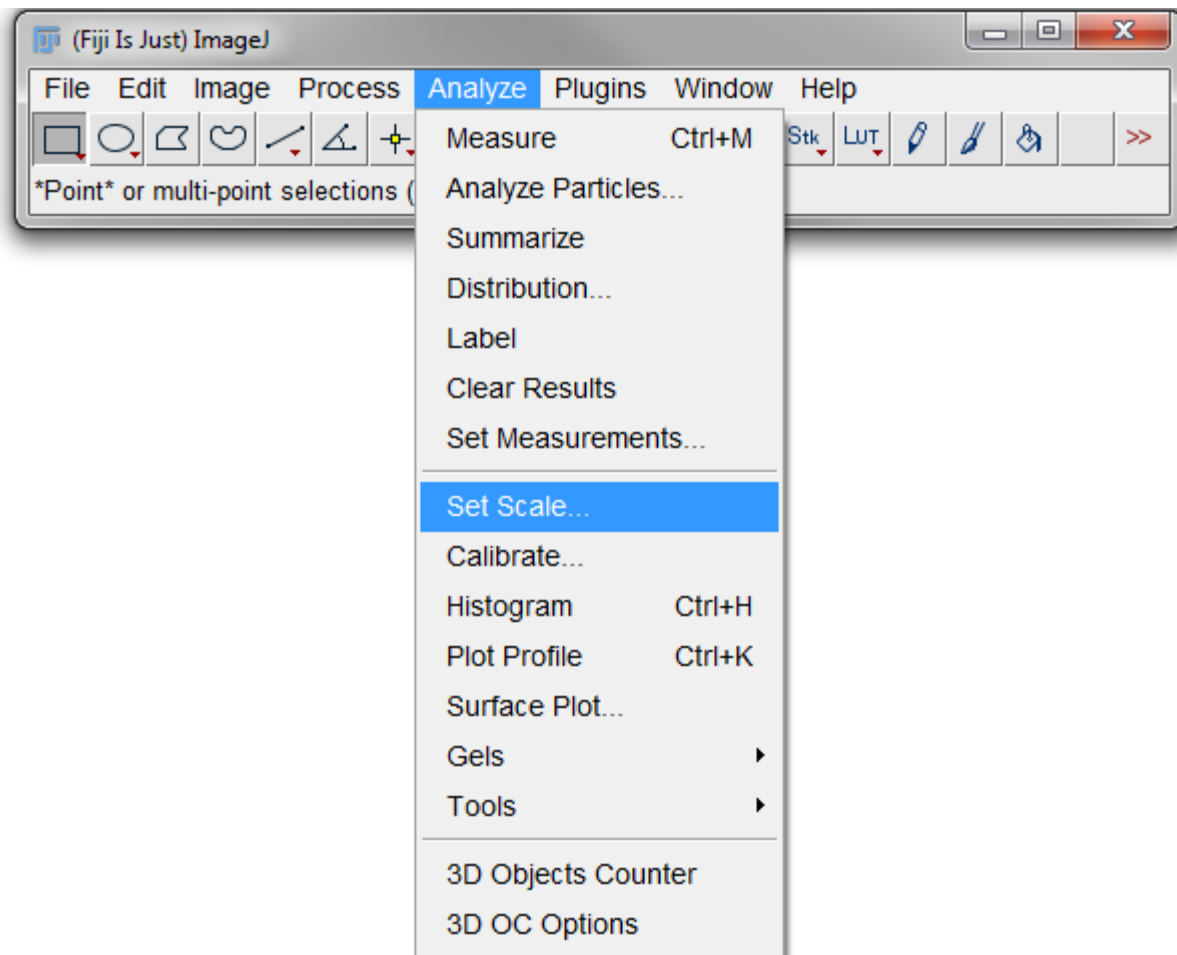 (Fiji Is Just) ImageJ
File Edit Image Process Analyze Plugins Window Help
Stk LUT >>
*Point* or multi-point selections (
Measure Ctrl+M
Analyze Particles...
Summarize
Distribution...
Label
Clear Results
Set Measurements...
Set Scale...
Calibrate...
Histogram Ctrl+H
Plot Profile Ctrl+K
Surface Plot...
Gels
Tools
3D Objects Counter
3D OC Options